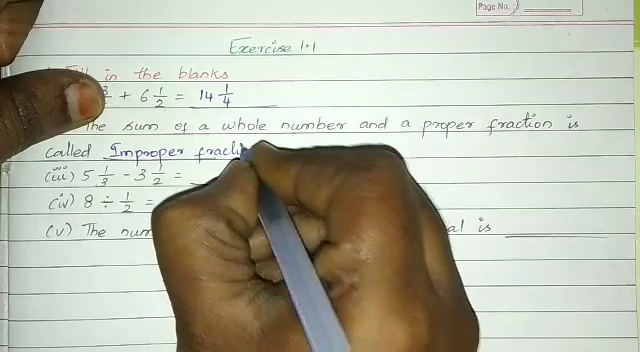 Page No.:
Exercise 1.1
in the blanks
+ 6 1/2 = 14 1/4
The sum of a whole number and a proper fraction is
called Improper fracti
(iii) 5 1/3 - 3 1/2 =
(iv) 8 ÷ 1/2 =
(v) The is